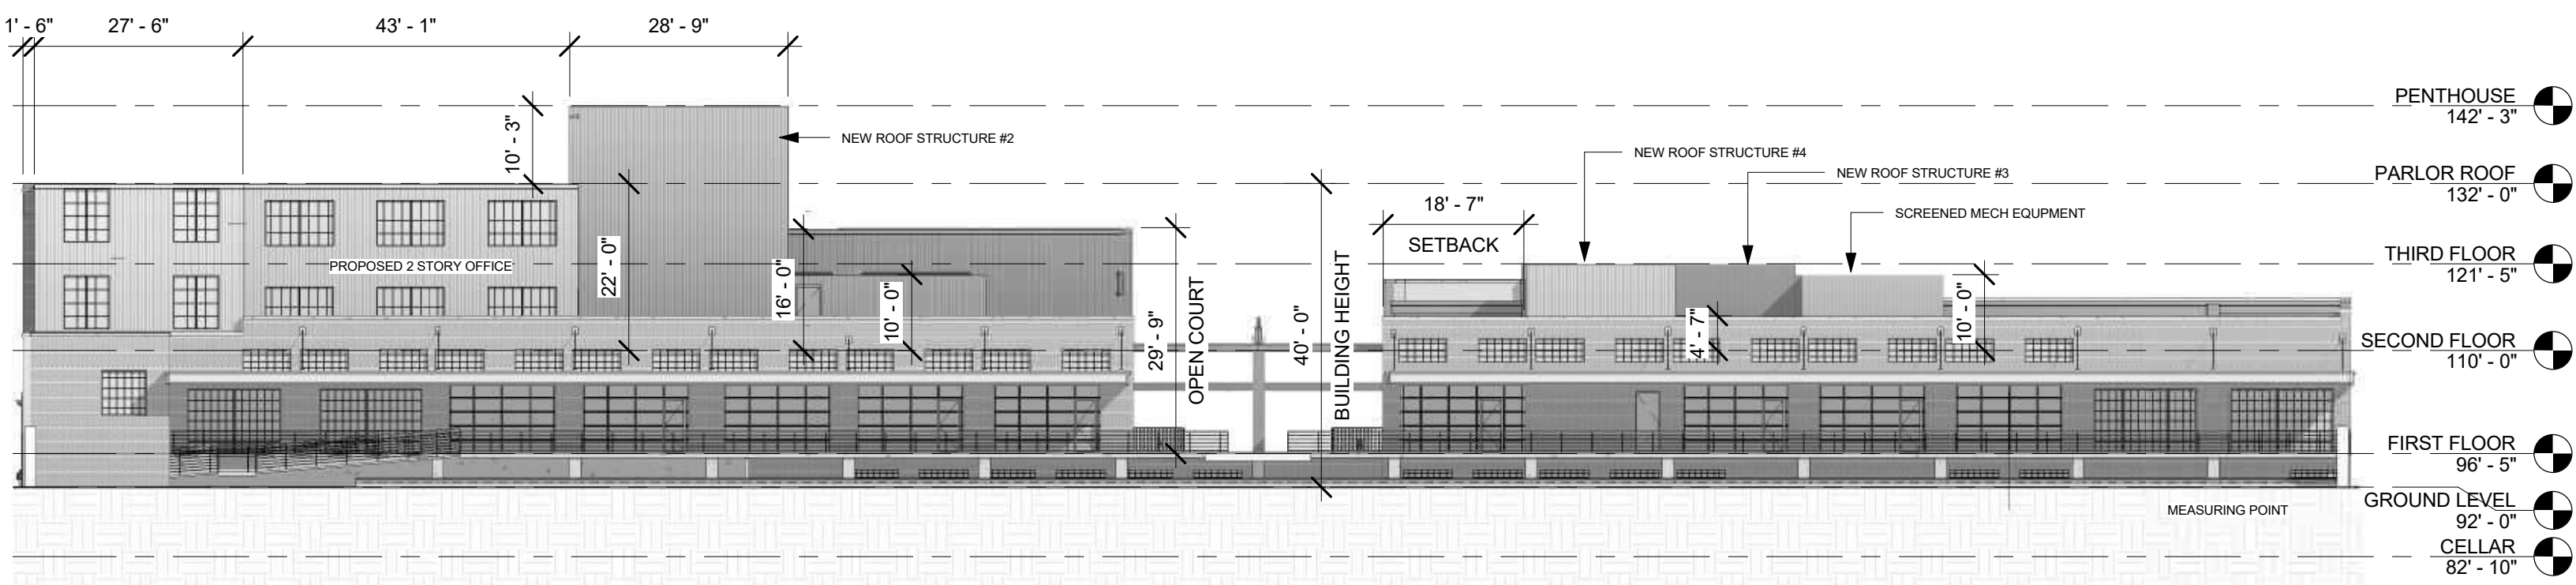 1' - 6"
27' - 6"
43' - 1"
28' - 9"
10' - 3"
NEW ROOF STRUCTURE #2
PROPOSED 2 STORY OFFICE
22' - 0"
16' - 0"
10' - 0"
29' - 9"
OPEN COURT
40' - 0"
BUILDING HEIGHT
18' - 7"
SETBACK
NEW ROOF STRUCTURE #4
NEW ROOF STRUCTURE #3
SCREENED MECH EQUPMENT
4' - 7"
10' - 0"
PENTHOUSE
142' - 3"
PARLOR ROOF
132' - 0"
THIRD FLOOR
121' - 5"
SECOND FLOOR
110' - 0"
FIRST FLOOR
96' - 5"
MEASURING POINT
GROUND LEVEL
92' - 0"
CELLAR
82' - 10"